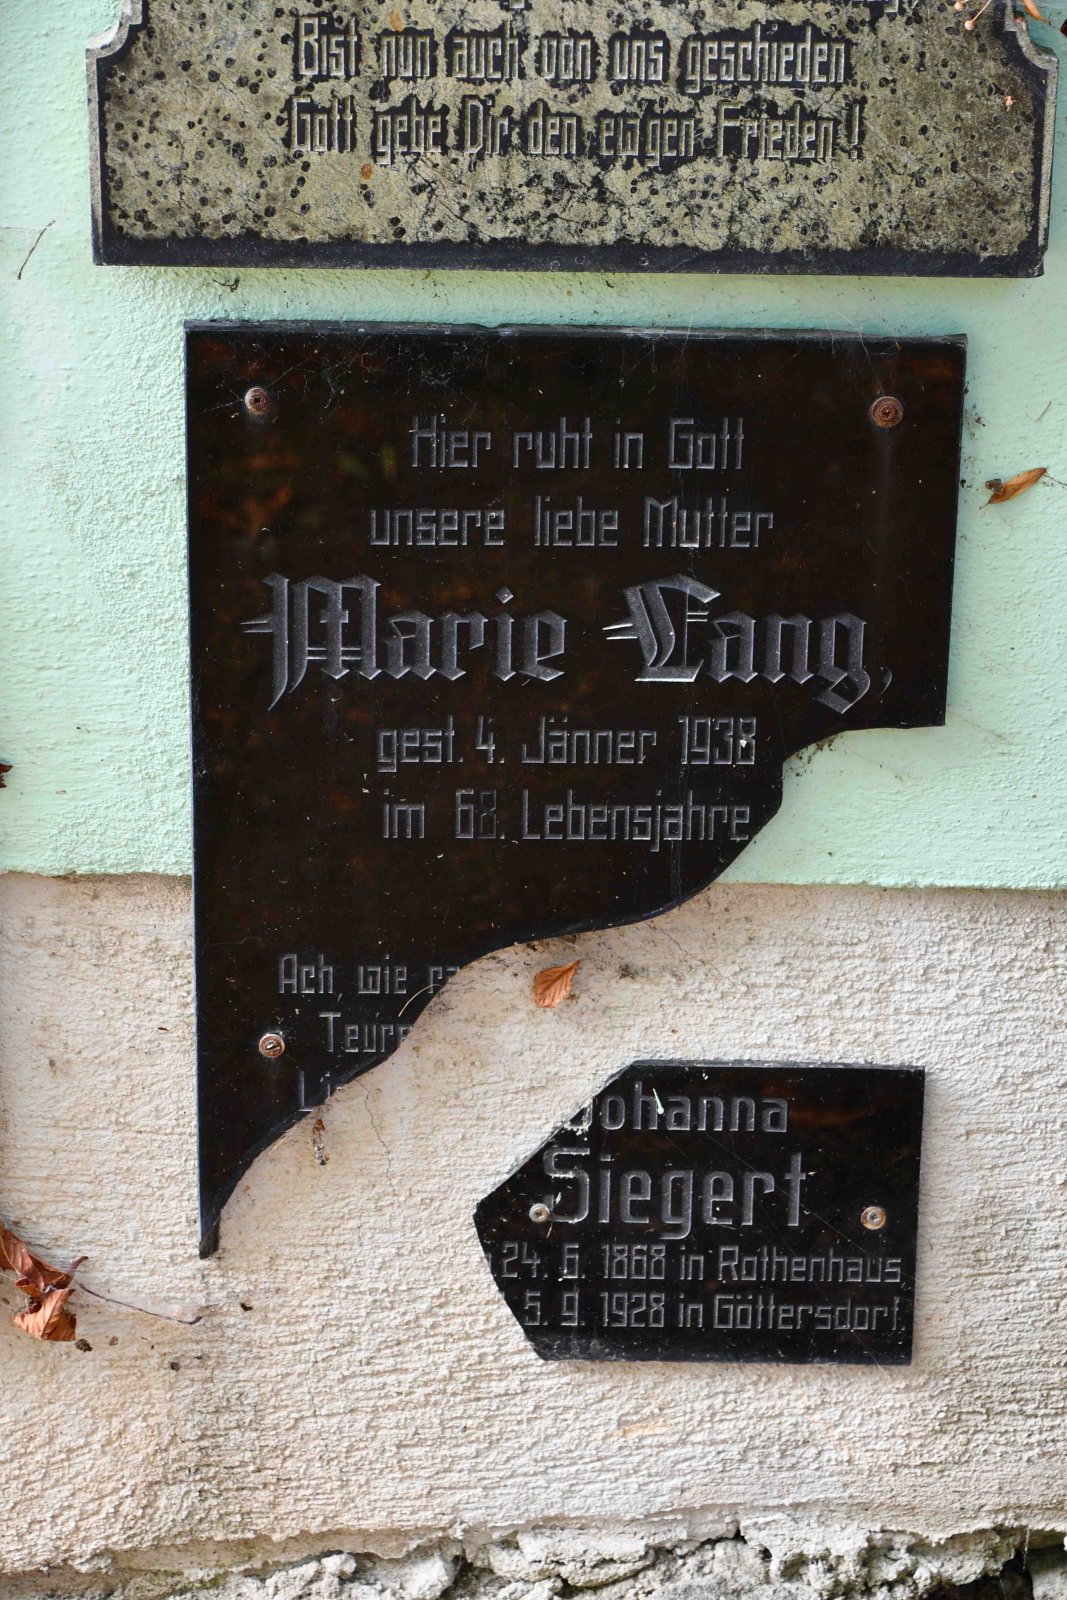 Bist nun auch von uns geschieden
Gott gebe Dir den ewigen Frieden!
Hier ruht in Gott
unsere liebe Mutter
Marie Lang,
gest. 4. Jänner 1938
im 68. Lebensjahre
Ach, wie
Teure
Johanna
Siegert
24. 6. 1868 in Rothenhaus,
5. 9. 1928 in Göttersdorf.